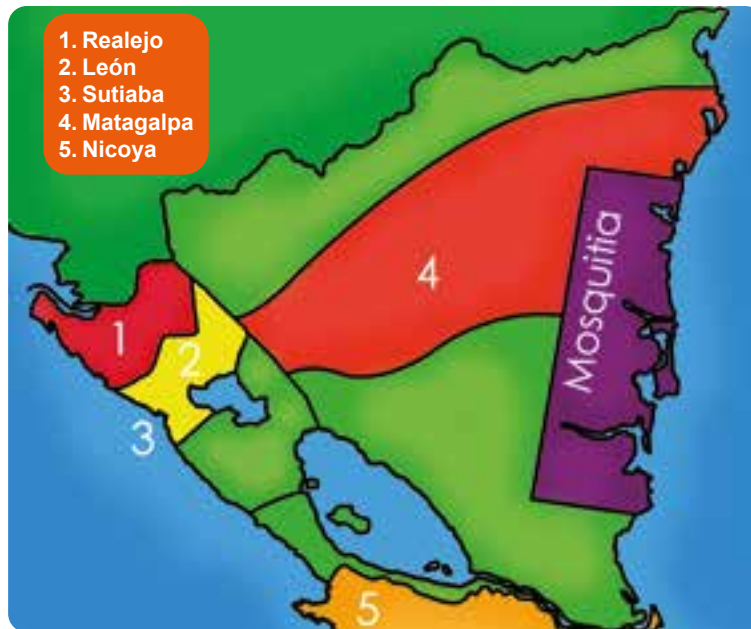 1. Realejo
2. León
3. Sutiaba
4. Matagalpa
5. Nicoya
4
Mosquitia
1
2
3
5